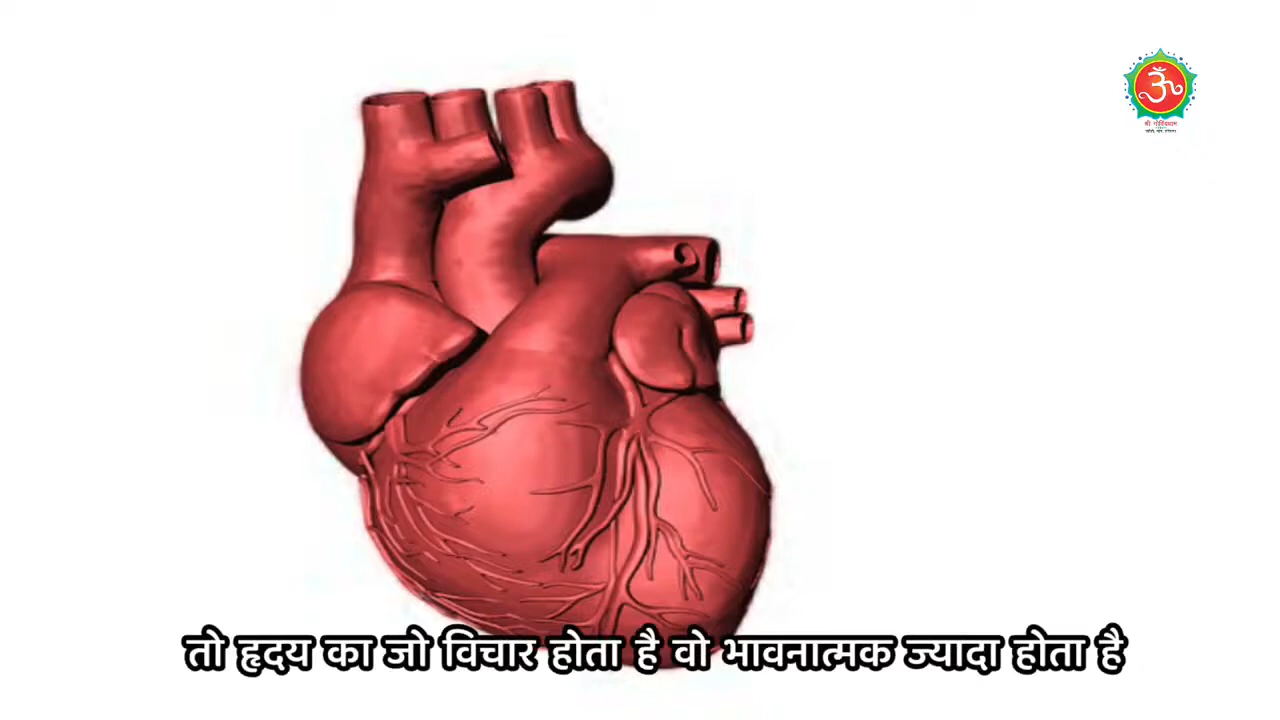 ॐ
तो हृदय का जो विचार होता है वो भावनात्मक ज्यादा होता है